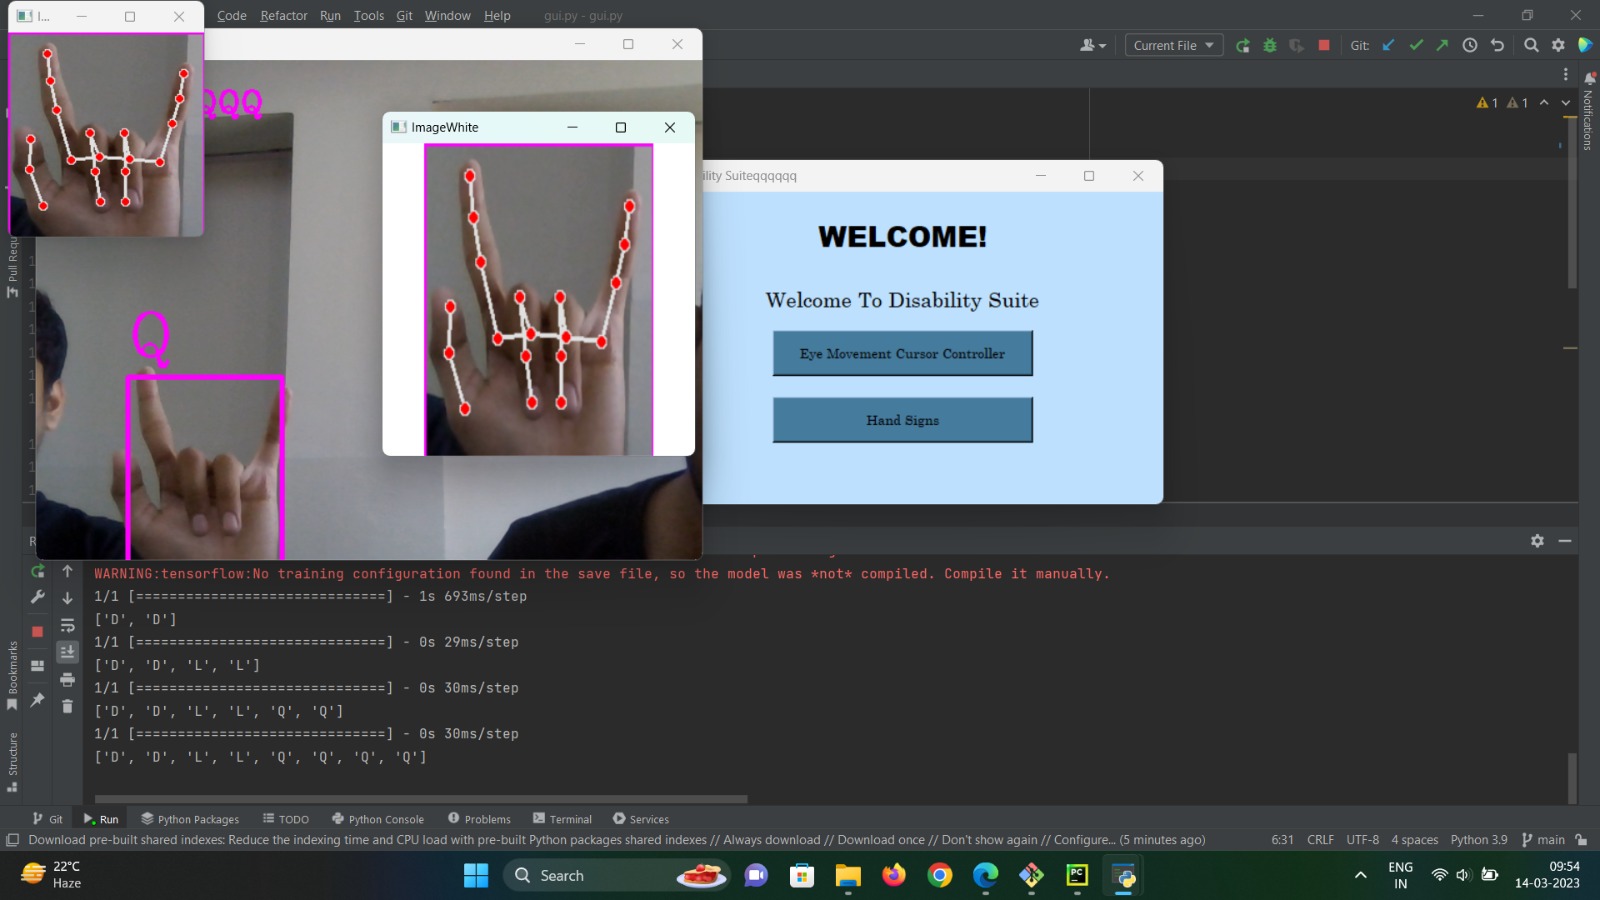 I...
Code Refactor Run Tools Git Window Help gui.py - gui.py
Current File Git:
1 1
Notifications
QQQ
ImageWhite
ility Suiteqqqqqq
WELCOME!
Welcome To Disability Suite
Eye Movement Cursor Controller
Hand Signs
Q
Pull Requ
R
WARNING:tensorflow:No training configuration found in the save file, so the model was *not* compiled. Compile it manually.
1/1 [==============================] - 1s 693ms/step
['D', 'D']
1/1 [==============================] - 0s 29ms/step
['D', 'D', 'L', 'L']
1/1 [==============================] - 0s 30ms/step
['D', 'D', 'L', 'L', 'Q', 'Q']
1/1 [==============================] - 0s 30ms/step
['D', 'D', 'L', 'L', 'Q', 'Q', 'Q', 'Q']
Bookmarks
Structure
Git Run Python Packages TODO Python Console Problems Terminal Services
Download pre-built shared indexes: Reduce the indexing time and CPU load with pre-built Python packages shared indexes // Always download // Download once // Don't show again // Configure... (5 minutes ago) 6:31 CRLF UTF-8 4 spaces Python 3.9 main
22°C
Haze
Search
PC
ENG
IN
09:54
14-03-2023